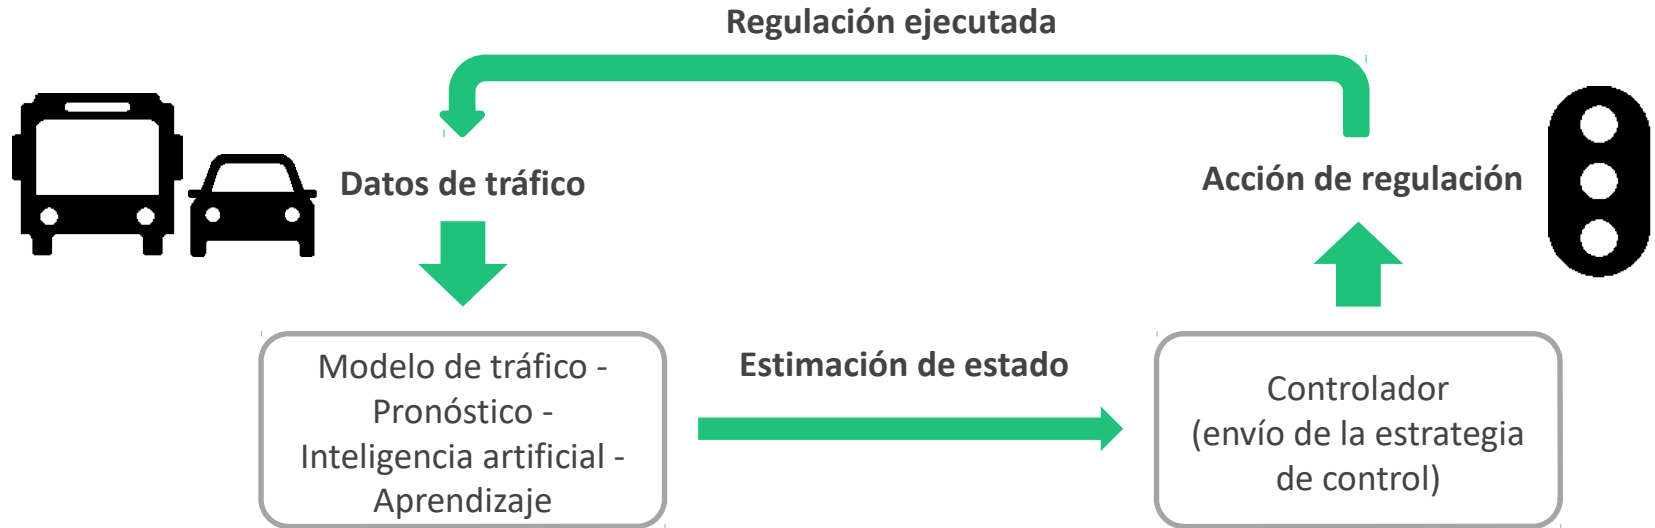 Regulación ejecutada
Datos de tráfico
Acción de regulación
Modelo de tráfico -
Pronóstico -
Inteligencia artificial -
Aprendizaje
Estimación de estado
Controlador
(envío de la estrategia
de control)